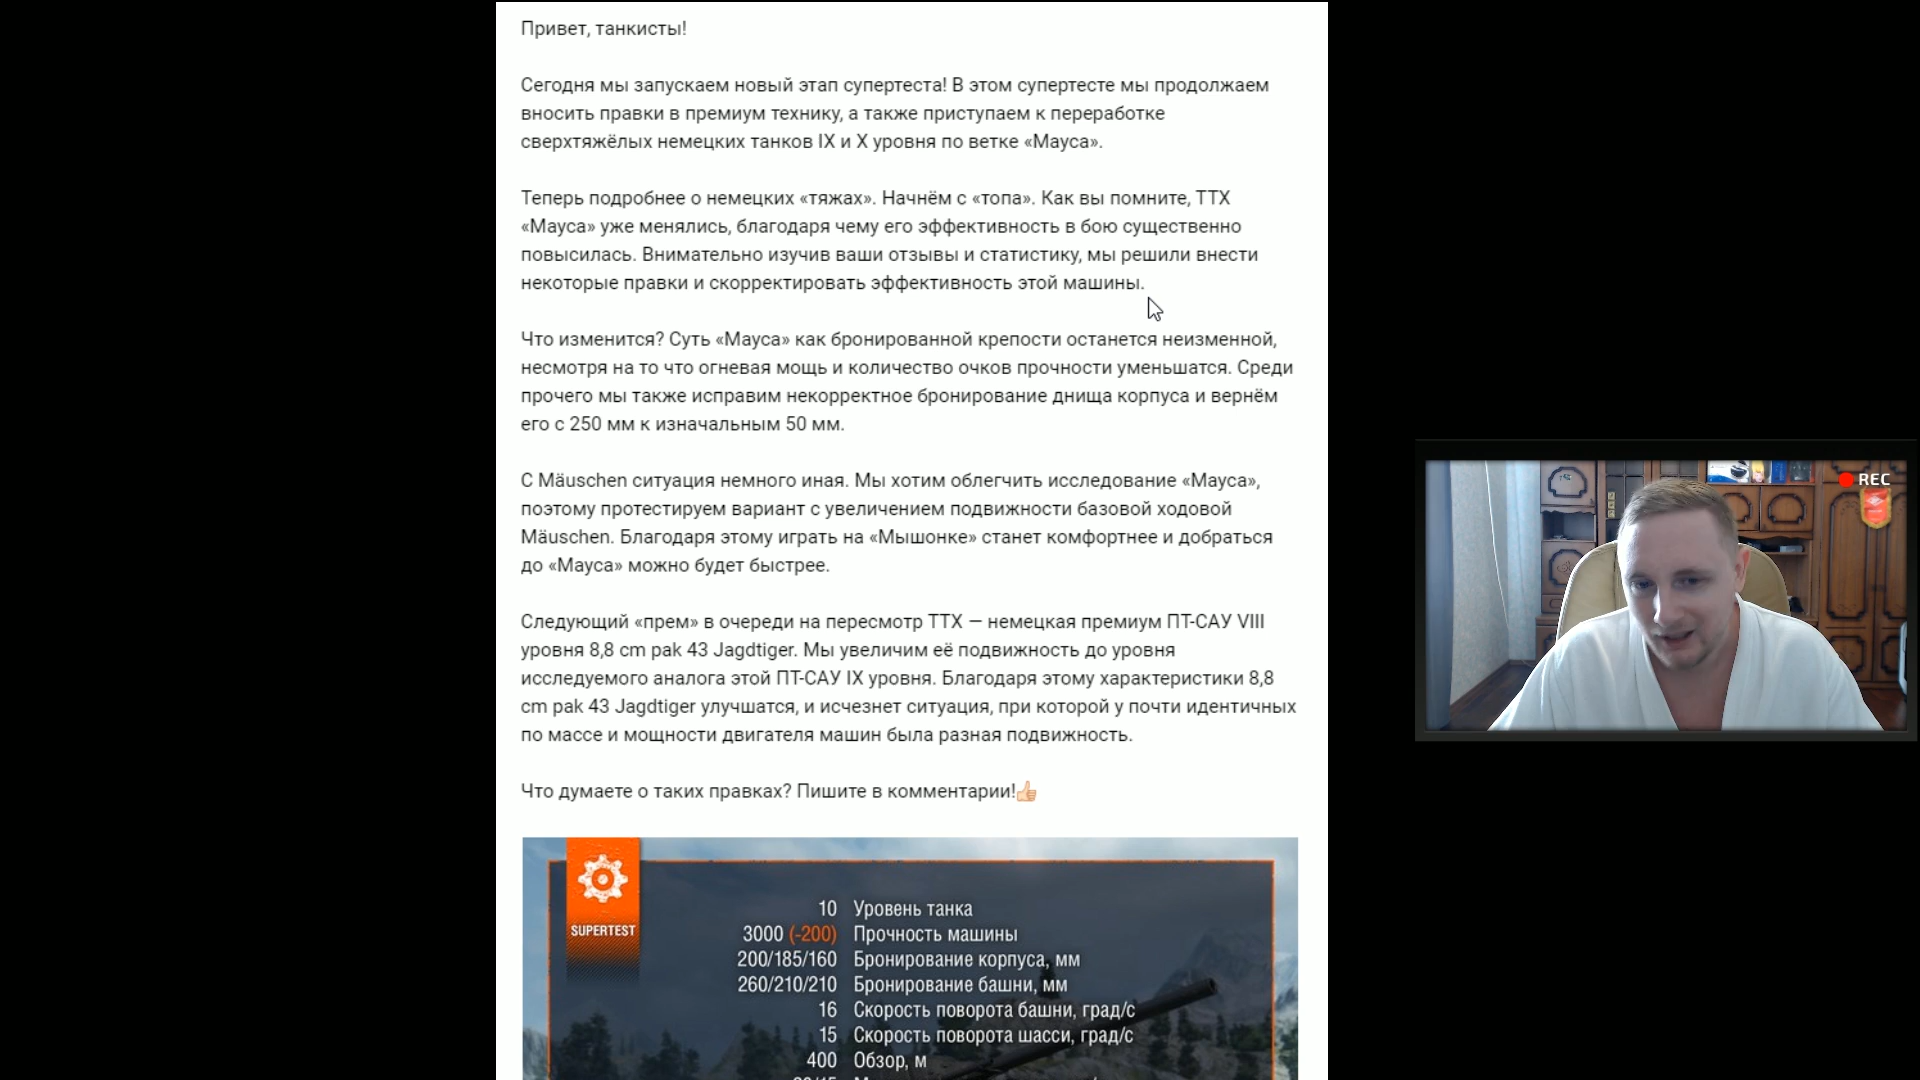 Привет, танкисты!
Сегодня мы запускаем новый этап супертеста! В этом супертесте мы продолжаем
вносить правки в премиум технику, а также приступаем к переработке
сверхтяжёлых немецких танков IX и X уровня по ветке «Мауса».
Теперь подробнее о немецких «тяжах». Начнём с «топа». Как вы помните, ТТХ
«Мауса» уже менялись, благодаря чему его эффективность в бою существенно
повысилась. Внимательно изучив ваши отзывы и статистику, мы решили внести
некоторые правки и скорректировать эффективность этой машины.
Что изменится? Суть «Мауса» как бронированной крепости останется неизменной,
несмотря на то что огневая мощь и количество очков прочности уменьшатся. Среди
прочего мы также исправим некорректное бронирование днища корпуса и вернём
его с 250 мм к изначальным 50 мм.
С Mäuschen ситуация немного иная. Мы хотим облегчить исследование «Мауса»,
поэтому протестируем вариант с увеличением подвижности базовой ходовой
Mäuschen. Благодаря этому играть на «Мышонке» станет комфортнее и добраться
до «Мауса» можно будет быстрее.
Следующий «прем» в очереди на пересмотр ТТХ — немецкая премиум ПТ-САУ VIII
уровня 8,8 cm pak 43 Jagdtiger. Мы увеличим её подвижность до уровня
исследуемого аналога этой ПТ-САУ IX уровня. Благодаря этому характеристики 8,8
cm pak 43 Jagdtiger улучшатся, и исчезнет ситуация, при которой у почти идентичных
по массе и мощности двигателя машин была разная подвижность.
Что думаете о таких правках? Пишите в комментарии!👍🏻
SUPERTEST
10 Уровень танка
3000 (-200) Прочность машины
200/185/160 Бронирование корпуса, мм
260/210/210 Бронирование башни, мм
16 Скорость поворота башни, град/с
15 Скорость поворота шасси, град/с
400 Обзор, м
REC